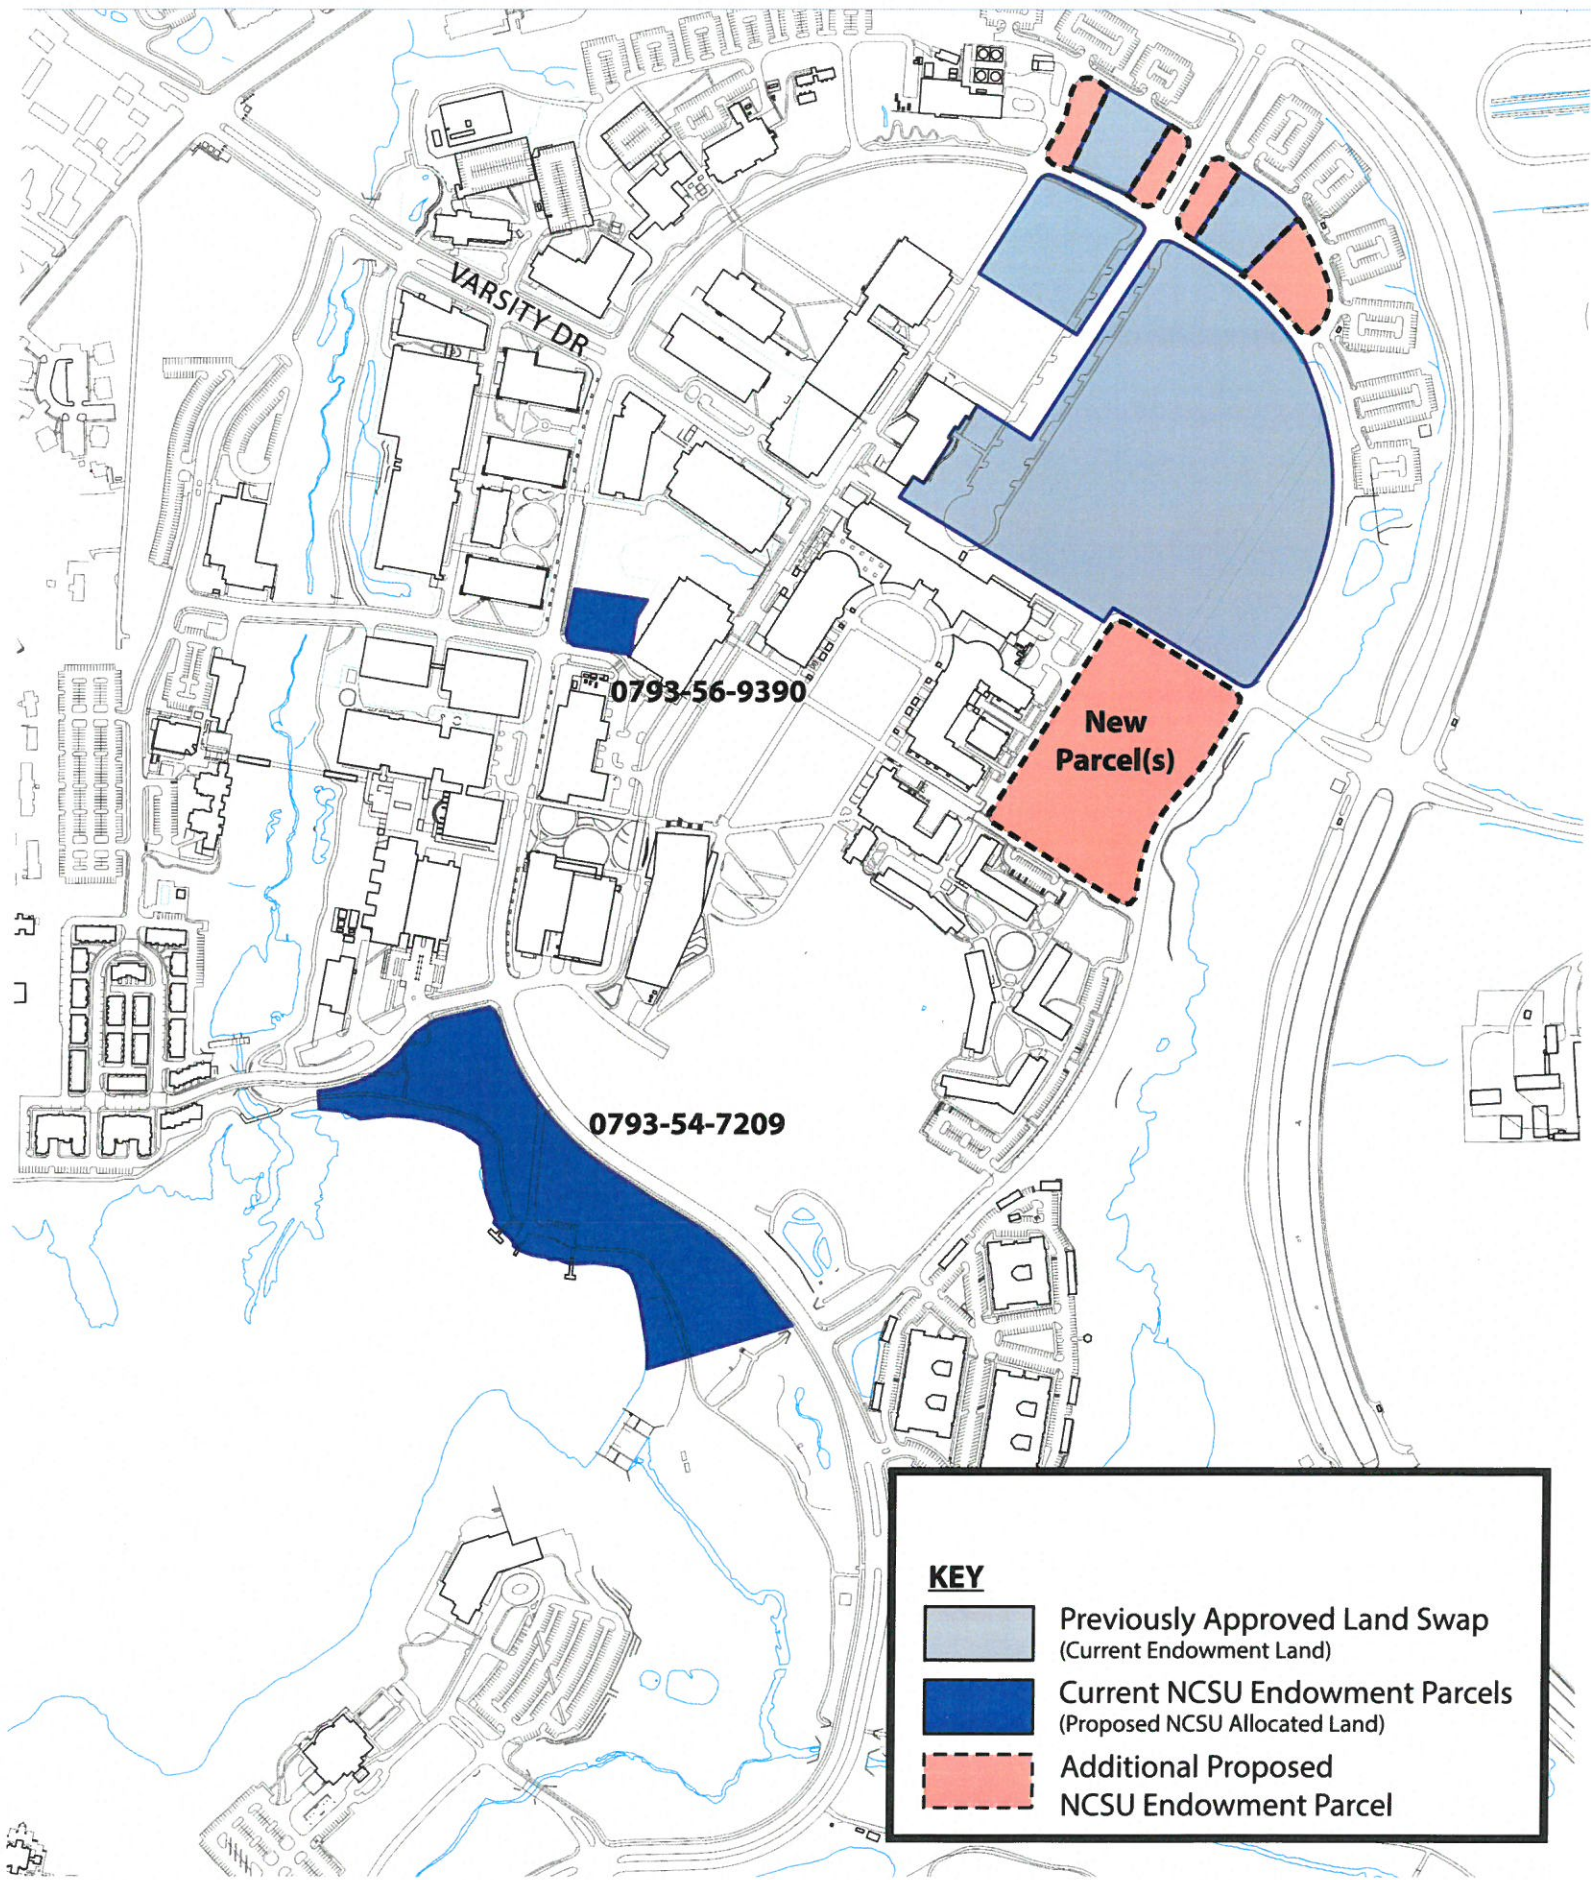 VARSITY DR
0793-56-9390
New
Parcel(s)
0793-54-7209
KEY
Previously Approved Land Swap
(Current Endowment Land)
Current NCSU Endowment Parcels
(Proposed NCSU Allocated Land)
Additional Proposed
NCSU Endowment Parcel